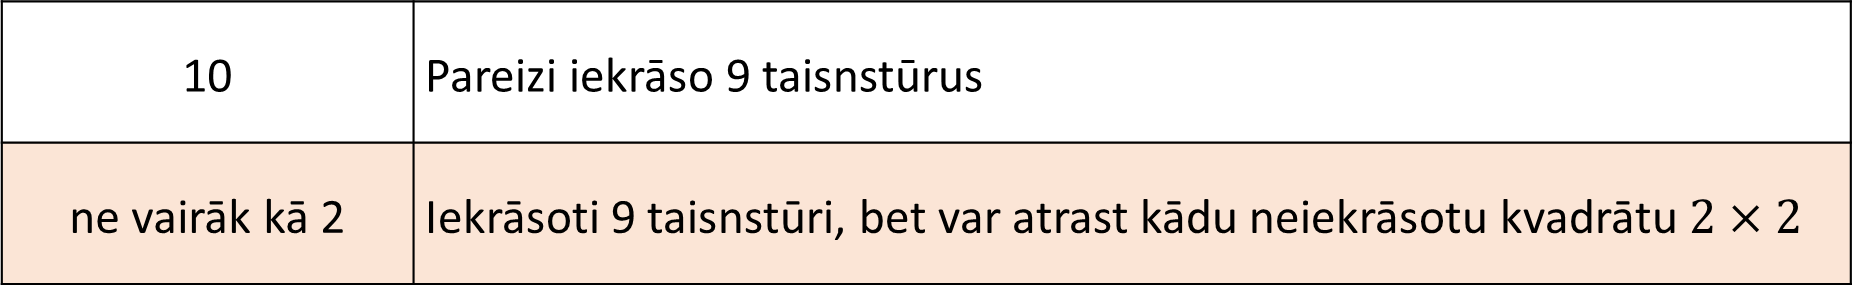 10 Pareizi iekrāso 9 taisnstūrus
ne vairāk kā 2 Iekrāsoti 9 taisnstūri, bet var atrast kādu neiekrāsotu kvadrātu 2 × 2